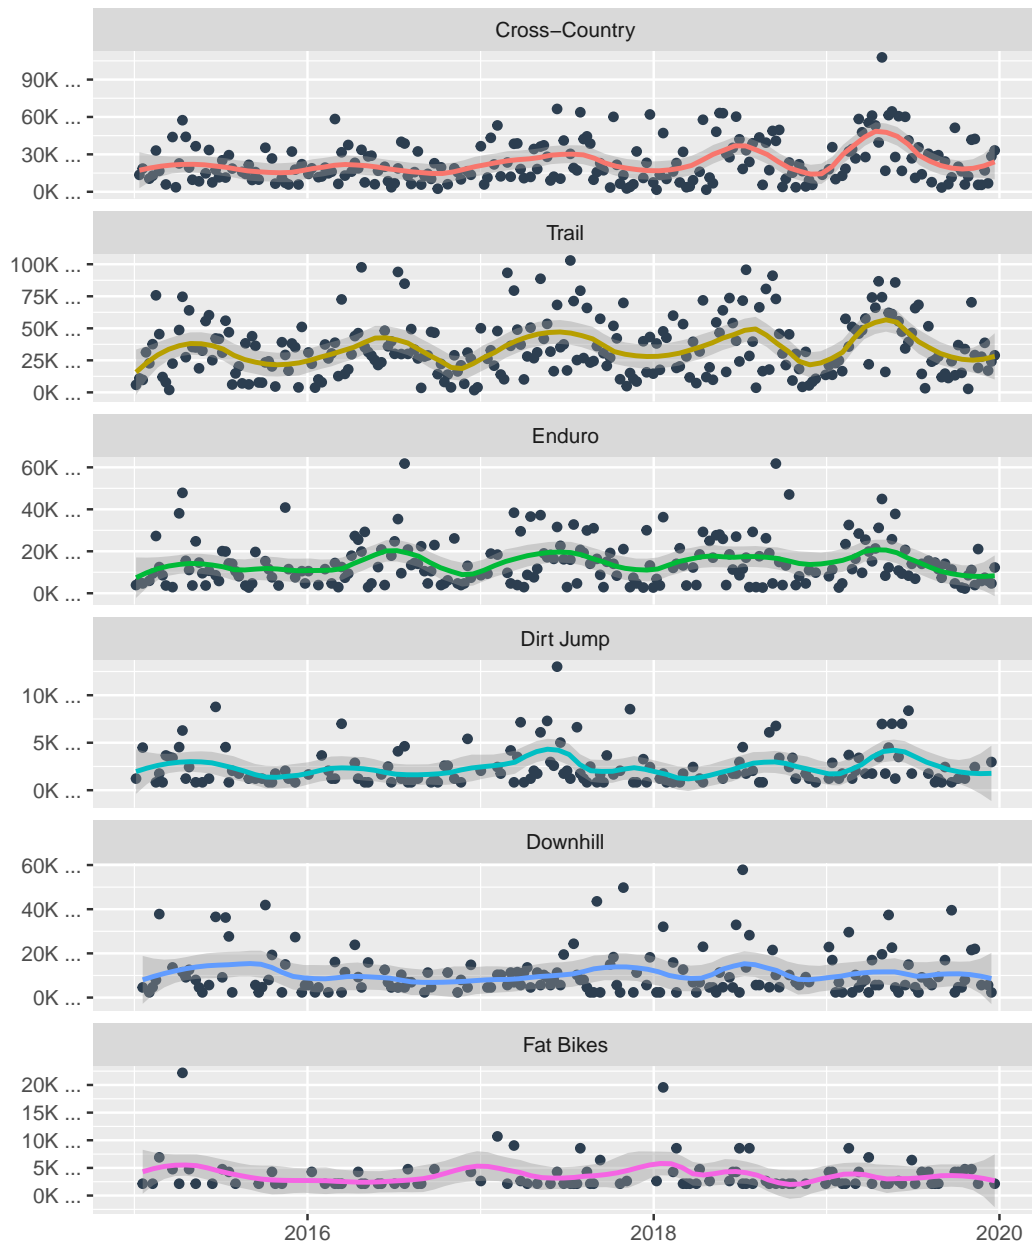 Cross−Country
90K ...
60K ...
30K ...
0K ...
Trail
100K ...
75K ...
50K ...
25K ...
0K ...
Enduro
60K ...
40K ...
20K ...
0K ...
Dirt Jump
10K ...
5K ...
0K ...
Downhill
60K ...
40K ...
20K ...
0K ...
Fat Bikes
20K ...
15K ...
10K ...
5K ...
0K ...
2016 2018 2020